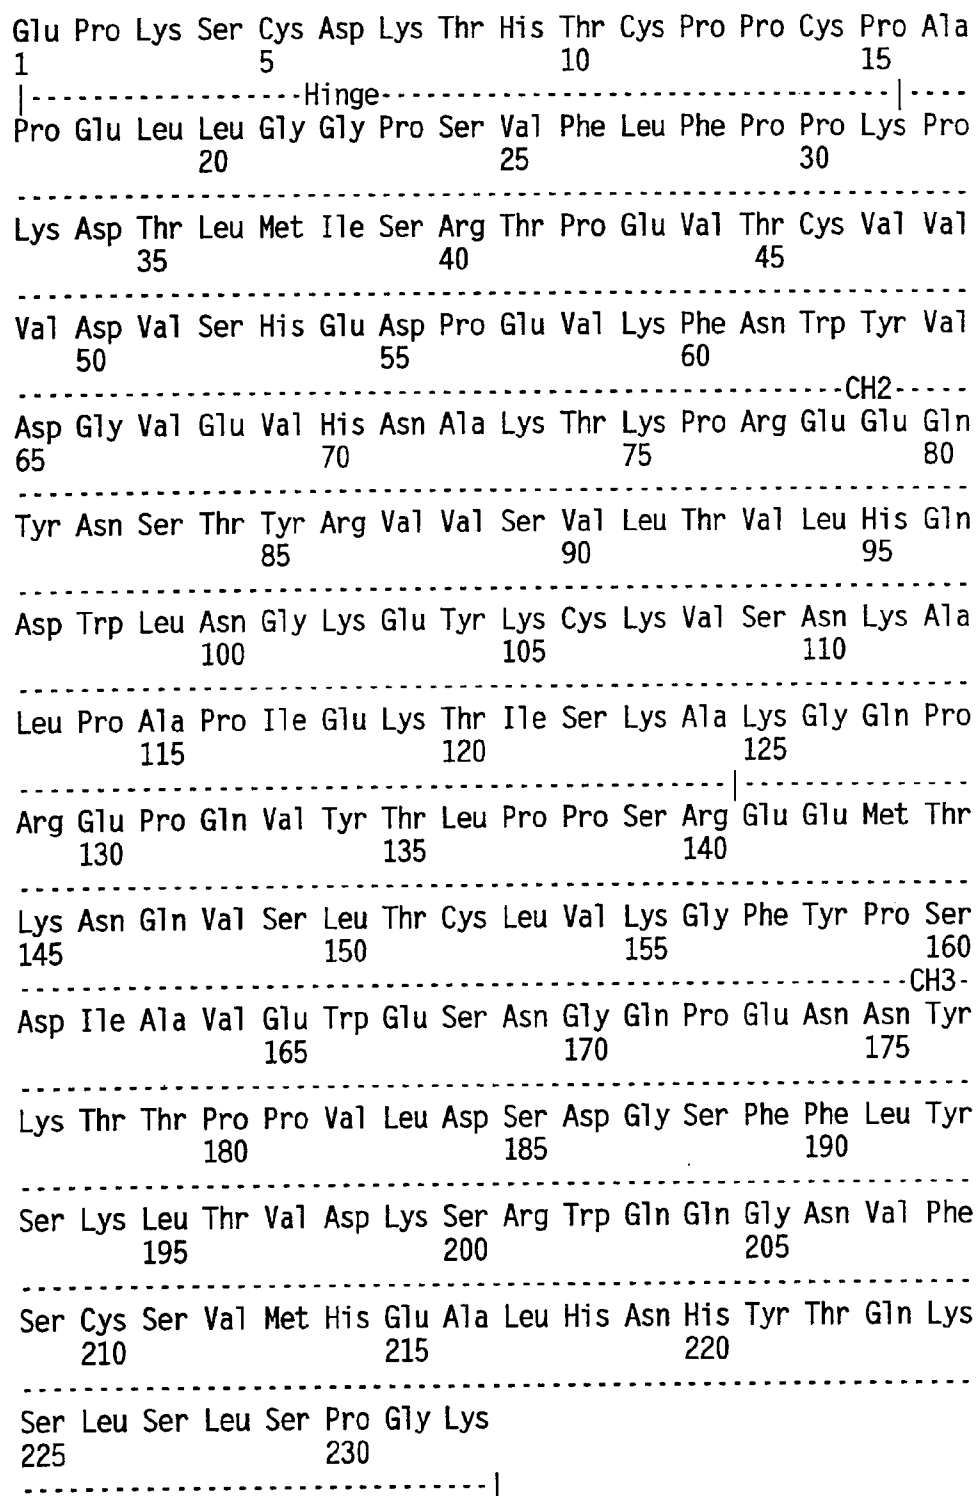 Glu Pro Lys Ser Cys Asp Lys Thr His Thr Cys Pro Pro Cys Pro Ala
1 5 10 15
|-----------------Hinge---------------------------------|----
Pro Glu Leu Leu Gly Gly Pro Ser Val Phe Leu Phe Pro Pro Lys Pro
20 25 30
Lys Asp Thr Leu Met Ile Ser Arg Thr Pro Glu Val Thr Cys Val Val
35 40 45
Val Asp Val Ser His Glu Asp Pro Glu Val Lys Phe Asn Trp Tyr Val
50 55 60
-------------------------------------------------------CH2-----
Asp Gly Val Glu Val His Asn Ala Lys Thr Lys Pro Arg Glu Glu Gln
65 70 75 80
Tyr Asn Ser Thr Tyr Arg Val Val Ser Val Leu Thr Val Leu His Gln
85 90 95
Asp Trp Leu Asn Gly Lys Glu Tyr Lys Cys Lys Val Ser Asn Lys Ala
100 105 110
Leu Pro Ala Pro Ile Glu Lys Thr Ile Ser Lys Ala Lys Gly Gln Pro
115 120 125
-----------------------------------------------|---------------
Arg Glu Pro Gln Val Tyr Thr Leu Pro Pro Ser Arg Glu Glu Met Thr
130 135 140
Lys Asn Gln Val Ser Leu Thr Cys Leu Val Lys Gly Phe Tyr Pro Ser
145 150 155 160
-----------------------------------------------------------CH3-
Asp Ile Ala Val Glu Trp Glu Ser Asn Gly Gln Pro Glu Asn Asn Tyr
165 170 175
Lys Thr Thr Pro Pro Val Leu Asp Ser Asp Gly Ser Phe Phe Leu Tyr
180 185 190
Ser Lys Leu Thr Val Asp Lys Ser Arg Trp Gln Gln Gly Asn Val Phe
195 200 205
Ser Cys Ser Val Met His Glu Ala Leu His Asn His Tyr Thr Gln Lys
210 215 220
Ser Leu Ser Leu Ser Pro Gly Lys
225 230
-------------------------------|